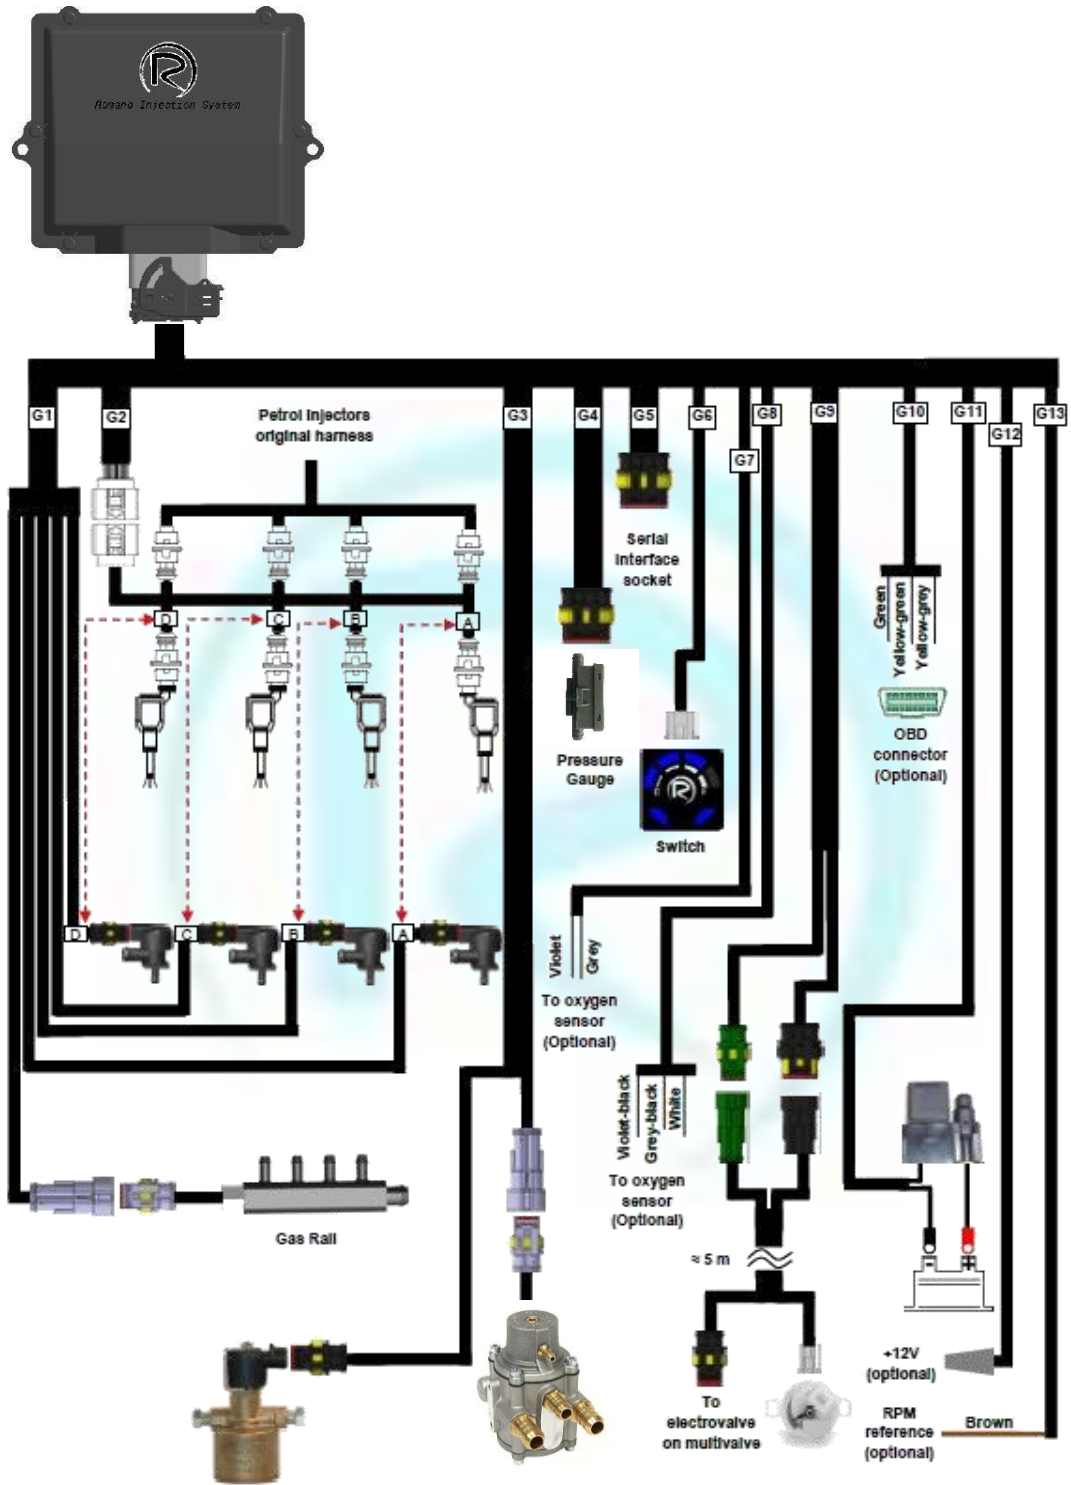 R
Romano Injection System
G1
G2
Petrol Injectors
original harness
G3
G4
G5
G6
G7
G8
G9
G10
G11
G12
G13
Serial
Interface
socket
D
C
B
A
Green
Yellow-green
Yellow-grey
OBD
connector
(Optional)
Pressure
Gauge
R
Switch
D
C
B
A
Violet
Grey
To oxygen
sensor
(Optional)
Violet-black
Grey-black
White
To oxygen
sensor
(Optional)
Gas Rail
≈ 5 m
-
+
+12V
(optional)
To
electrovalve
on multivalve
RPM
reference
(optional)
Brown